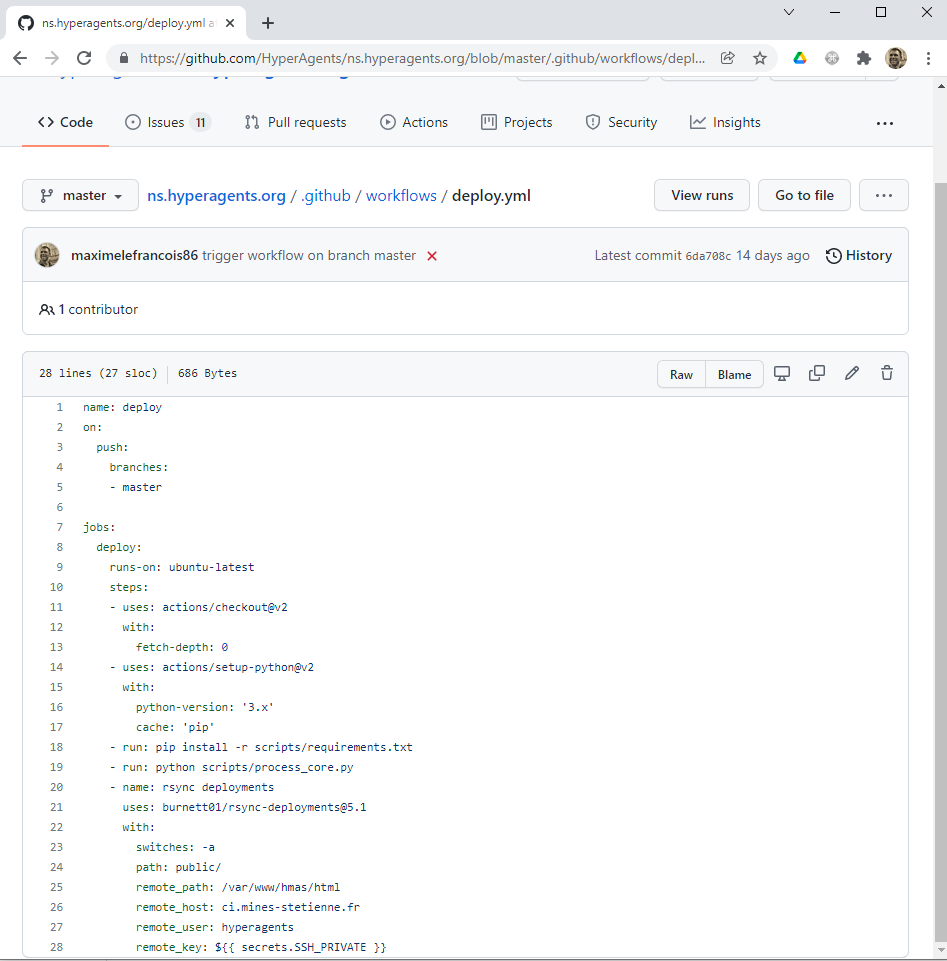 ns.hyperagents.org/deploy.yml a
https://github.com/HyperAgents/ns.hyperagents.org/blob/master/.github/workflows/depl...
Code Issues 11 Pull requests Actions Projects Security Insights ...
master ns.hyperagents.org / .github / workflows / deploy.yml View runs Go to file ...
maximelefrancois86 trigger workflow on branch master Latest commit 6da708c 14 days ago History
1 contributor
28 lines (27 sloc) 686 Bytes Raw Blame
1 name: deploy
2 on:
3   push:
4     branches:
5     - master
6
7 jobs:
8   deploy:
9     runs-on: ubuntu-latest
10     steps:
11     - uses: actions/checkout@v2
12       with:
13         fetch-depth: 0
14     - uses: actions/setup-python@v2
15       with:
16         python-version: '3.x'
17         cache: 'pip'
18     - run: pip install -r scripts/requirements.txt
19     - run: python scripts/process_core.py
20     - name: rsync deployments
21       uses: burnett01/rsync-deployments@5.1
22       with:
23         switches: -a
24         path: public/
25         remote_path: /var/www/hmas/html
26         remote_host: ci.mines-stetienne.fr
27         remote_user: hyperagents
28         remote_key: ${{ secrets.SSH_PRIVATE }}